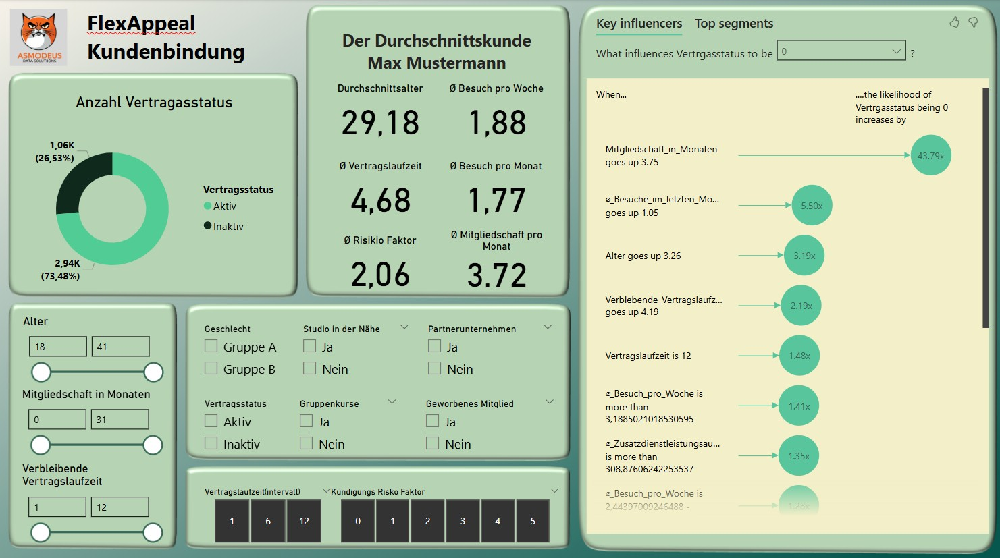 ASMODEUS
DATA SOLUTIONS
FlexAppeal
Kundenbindung
Anzahl Vertragasstatus
1,06K
(26,53%)
2,94K
(73,48%)
Vertragsstatus
Aktiv
Inaktiv
Der Durchschnittskunde
Max Mustermann
Durchschnittsalter
Ø Besuch pro Woche
29,18
1,88
Ø Vertragslaufzeit
Ø Besuch pro Monat
4,68
1,77
Ø Risikio Faktor
Ø Mitgliedschaft pro
Monat
2,06
3,72
Key influencers
Top segments
What influences Vertrgasstatus to be
0
?
When...
....the likelihood of
Vertrgasstatus being 0
increases by
Mitgliedschaft_in_Monaten
goes up 3.75
43.79x
⌀_Besuche_im_letzten_Mo...
goes up 1.05
5.50x
Alter goes up 3.26
3.19x
Verblebende_Vertragslaufz...
goes up 4.19
2.19x
Vertragslaufzeit is 12
1.48x
⌀_Besuch_pro_Woche is
more than
3,1885021018530595
1.41x
⌀_Zusatzdienstleistungsau...
is more than
308,87606242253537
1.35x
⌀_Besuch_pro_Woche is
2,44397009246488 -
1.28x
Alter
18
41
Mitgliedschaft in Monaten
0
31
Verbleibende
Vertragslaufzeit
1
12
Geschlecht
Gruppe A
Gruppe B
Studio in der Nähe
Ja
Nein
Partnerunternehmen
Ja
Nein
Vertragsstatus
Aktiv
Inaktiv
Gruppenkurse
Ja
Nein
Geworbenes Mitglied
Ja
Nein
Vertragslaufzeit(intervall)
1
6
12
Kündigungs Risko Faktor
0
1
2
3
4
5